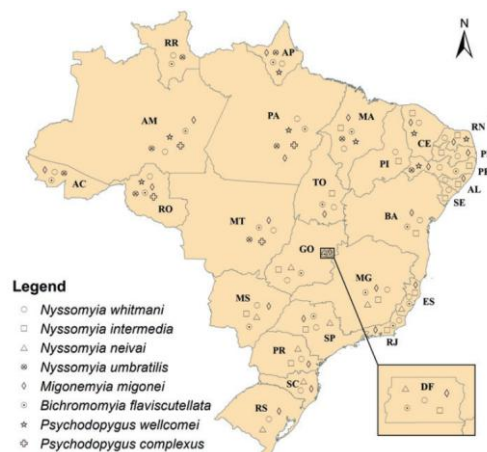 N
RR
AP
AM
PA
MA
CE
RN
PI
AC
RO
TO
AL
SE
MT
BA
GO
MG
ES
MS
SP
RJ
PR
SC
RS
DF
Legend
Nyssomyia whitmani
Nyssomyia intermedia
Nyssomyia neivai
Nyssomyia umbratilis
Migonemyia migonei
Bichromomyia flaviscutellata
Psychodopygus wellcomei
Psychodopygus complexus